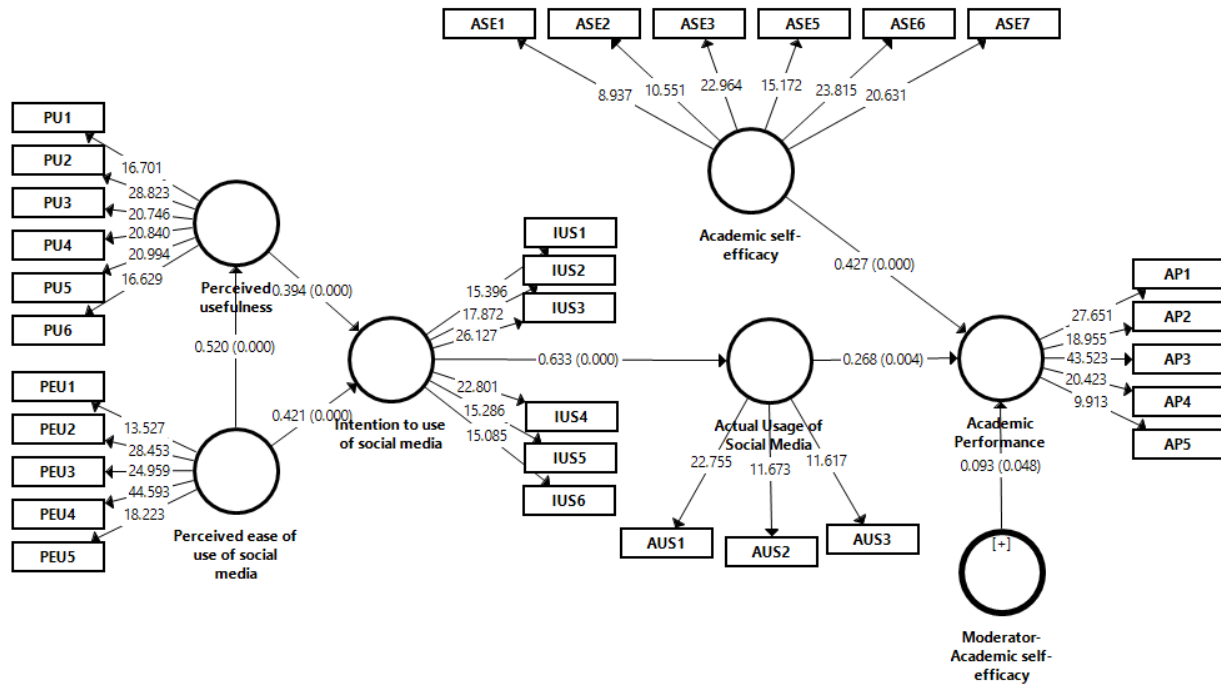 ASE1 ASE2 ASE3 ASE5 ASE6 ASE7
8.937 10.551 22.964 15.172 23.815 20.631
Academic self-
efficacy
0.427 (0.000)
PU1
PU2
PU3
PU4
PU5
PU6
16.701
28.823
20.746
20.840
20.994
16.629
Perceived
usefulness
0.394 (0.000)
0.520 (0.000)
PEU1
PEU2
PEU3
PEU4
PEU5
13.527
28.453
24.959
44.593
18.223
Perceived ease of
use of social
media
0.421 (0.000)
IUS1
IUS2
IUS3
15.396
17.872
26.127
Intention to use
of social media
22.801
15.286
15.085
IUS4
IUS5
IUS6
0.633 (0.000)
Actual Usage of
Social Media
22.755 11.673 11.617
AUS1 AUS2 AUS3
0.268 (0.004)
Academic
Performance
27.651
18.955
43.523
20.423
9.913
AP1
AP2
AP3
AP4
AP5
0.093 (0.048)
[+]
Moderator-
Academic self-
efficacy